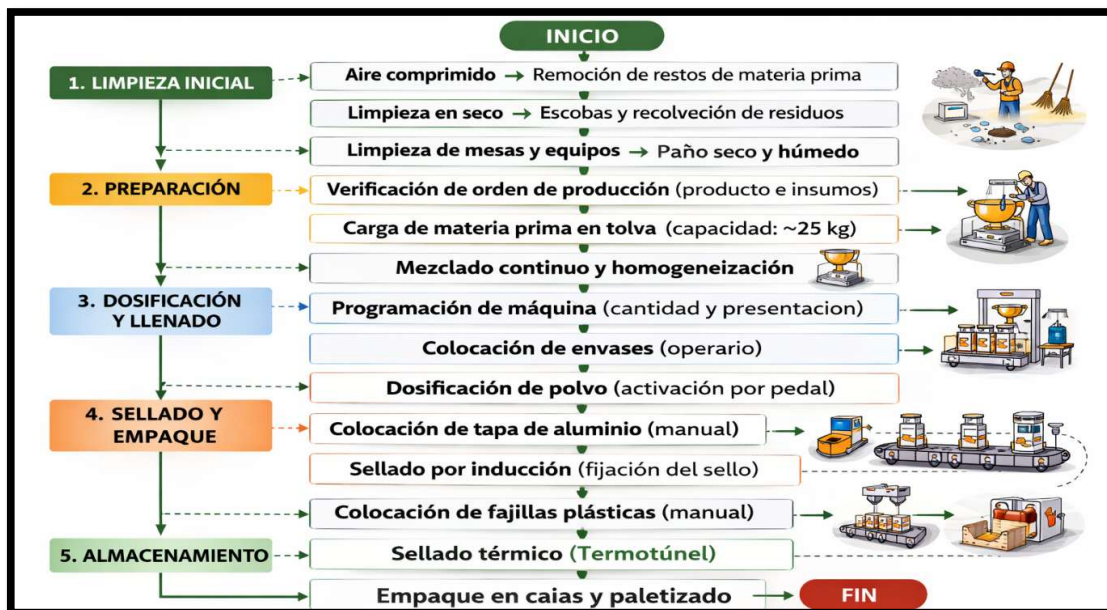 INICIO
1. LIMPIEZA INICIAL
Aire comprimido → Remoción de restos de materia prima
Limpieza en seco → Escobas y recolveción de residuos
Limpieza de mesas y equipos → Paño seco y húmedo
2. PREPARACIÓN
Verificación de orden de producción (producto e insumos)
Carga de materia prima en tolva (capacidad: ~25 kg)
Mezclado continuo y homogeneización
3. DOSIFICACIÓN
Y LLENADO
Programación de máquina (cantidad y presentacion)
Colocación de envases (operario)
Dosificación de polvo (activación por pedal)
4. SELLADO Y
EMPAQUE
Colocación de tapa de aluminio (manual)
Sellado por inducción (fijación del sello)
Colocación de fajillas plásticas (manual)
5. ALMACENAMIENTO
Sellado térmico (Termotúnel)
Empaque en caias y paletizado
FIN